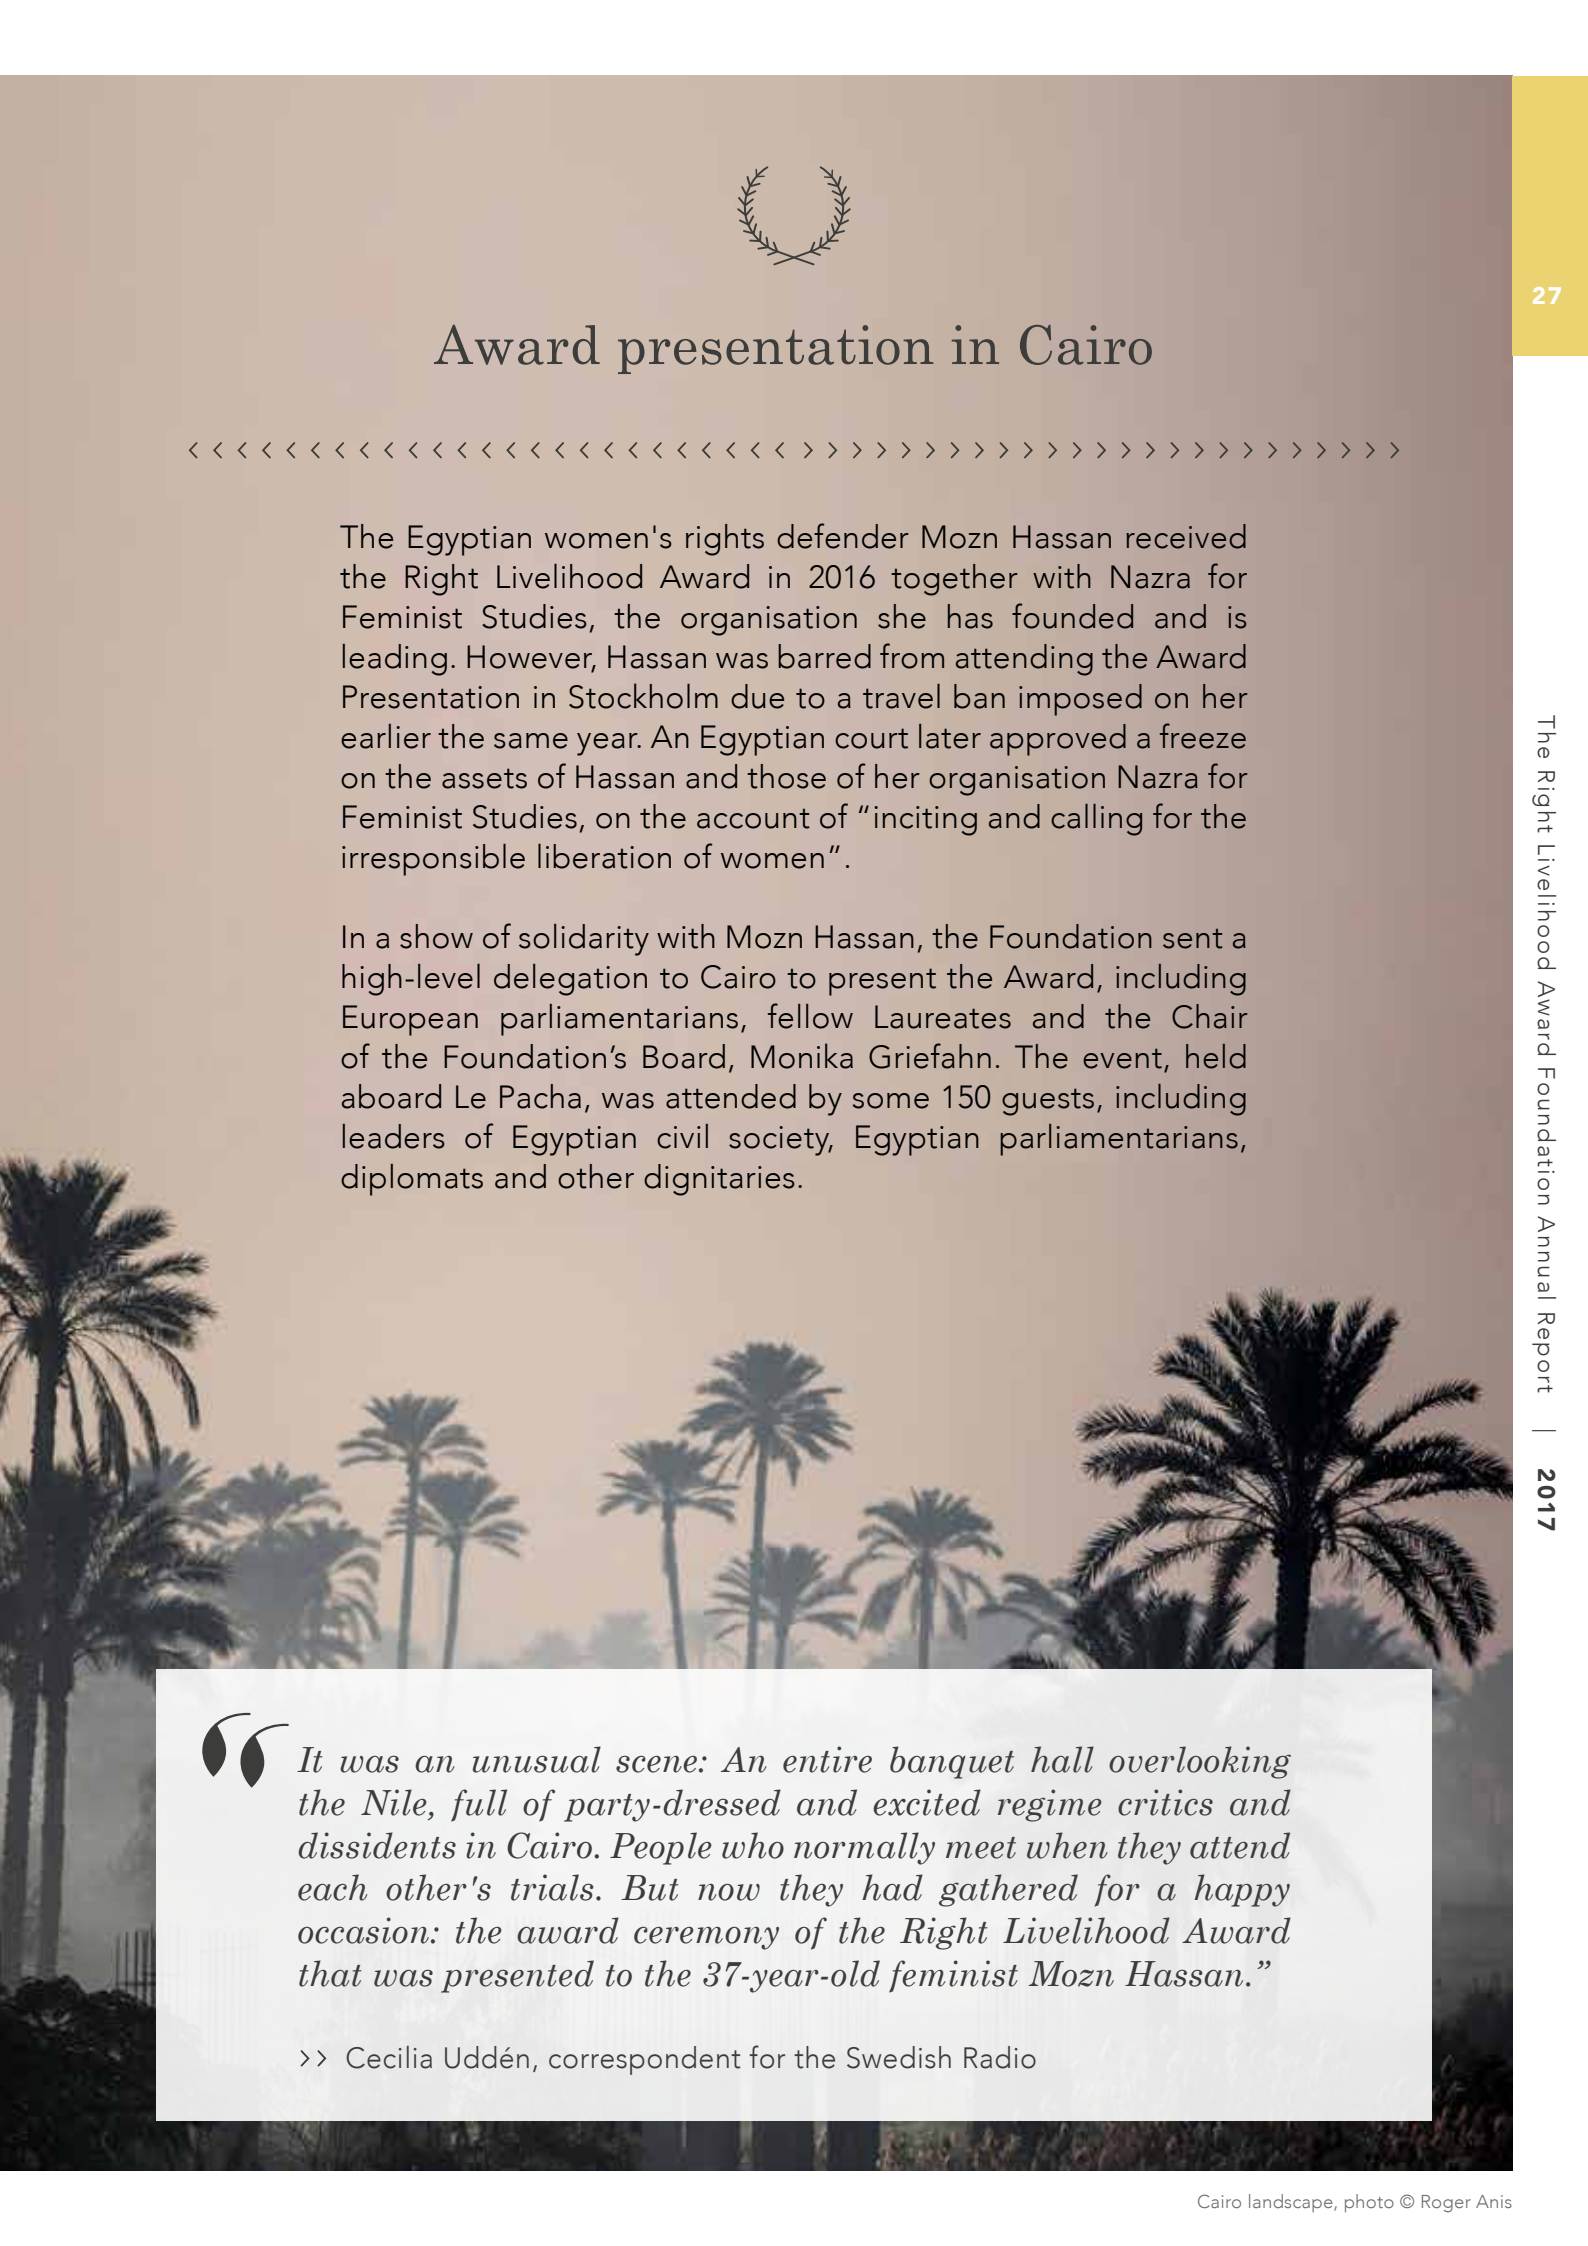 27
Award presentation in Cairo
The Egyptian women's rights defender Mozn Hassan received
the Right Livelihood Award in 2016 together with Nazra for
Feminist Studies, the organisation she has founded and is
leading. However, Hassan was barred from attending the Award
Presentation in Stockholm due to a travel ban imposed on her
earlier the same year. An Egyptian court later approved a freeze
on the assets of Hassan and those of her organisation Nazra for
Feminist Studies, on the account of “inciting and calling for the
irresponsible liberation of women”.
In a show of solidarity with Mozn Hassan, the Foundation sent a
high-level delegation to Cairo to present the Award, including
European parliamentarians, fellow Laureates and the Chair
of the Foundation’s Board, Monika Griefahn. The event, held
aboard Le Pacha, was attended by some 150 guests, including
leaders of Egyptian civil society, Egyptian parliamentarians,
diplomats and other dignitaries.
“It was an unusual scene: An entire banquet hall overlooking
the Nile, full of party-dressed and excited regime critics and
dissidents in Cairo. People who normally meet when they attend
each other's trials. But now they had gathered for a happy
occasion: the award ceremony of the Right Livelihood Award
that was presented to the 37-year-old feminist Mozn Hassan.”
>> Cecilia Uddén, correspondent for the Swedish Radio
Cairo landscape, photo © Roger Anis
The Right Livelihood Award Foundation Annual Report | 2017